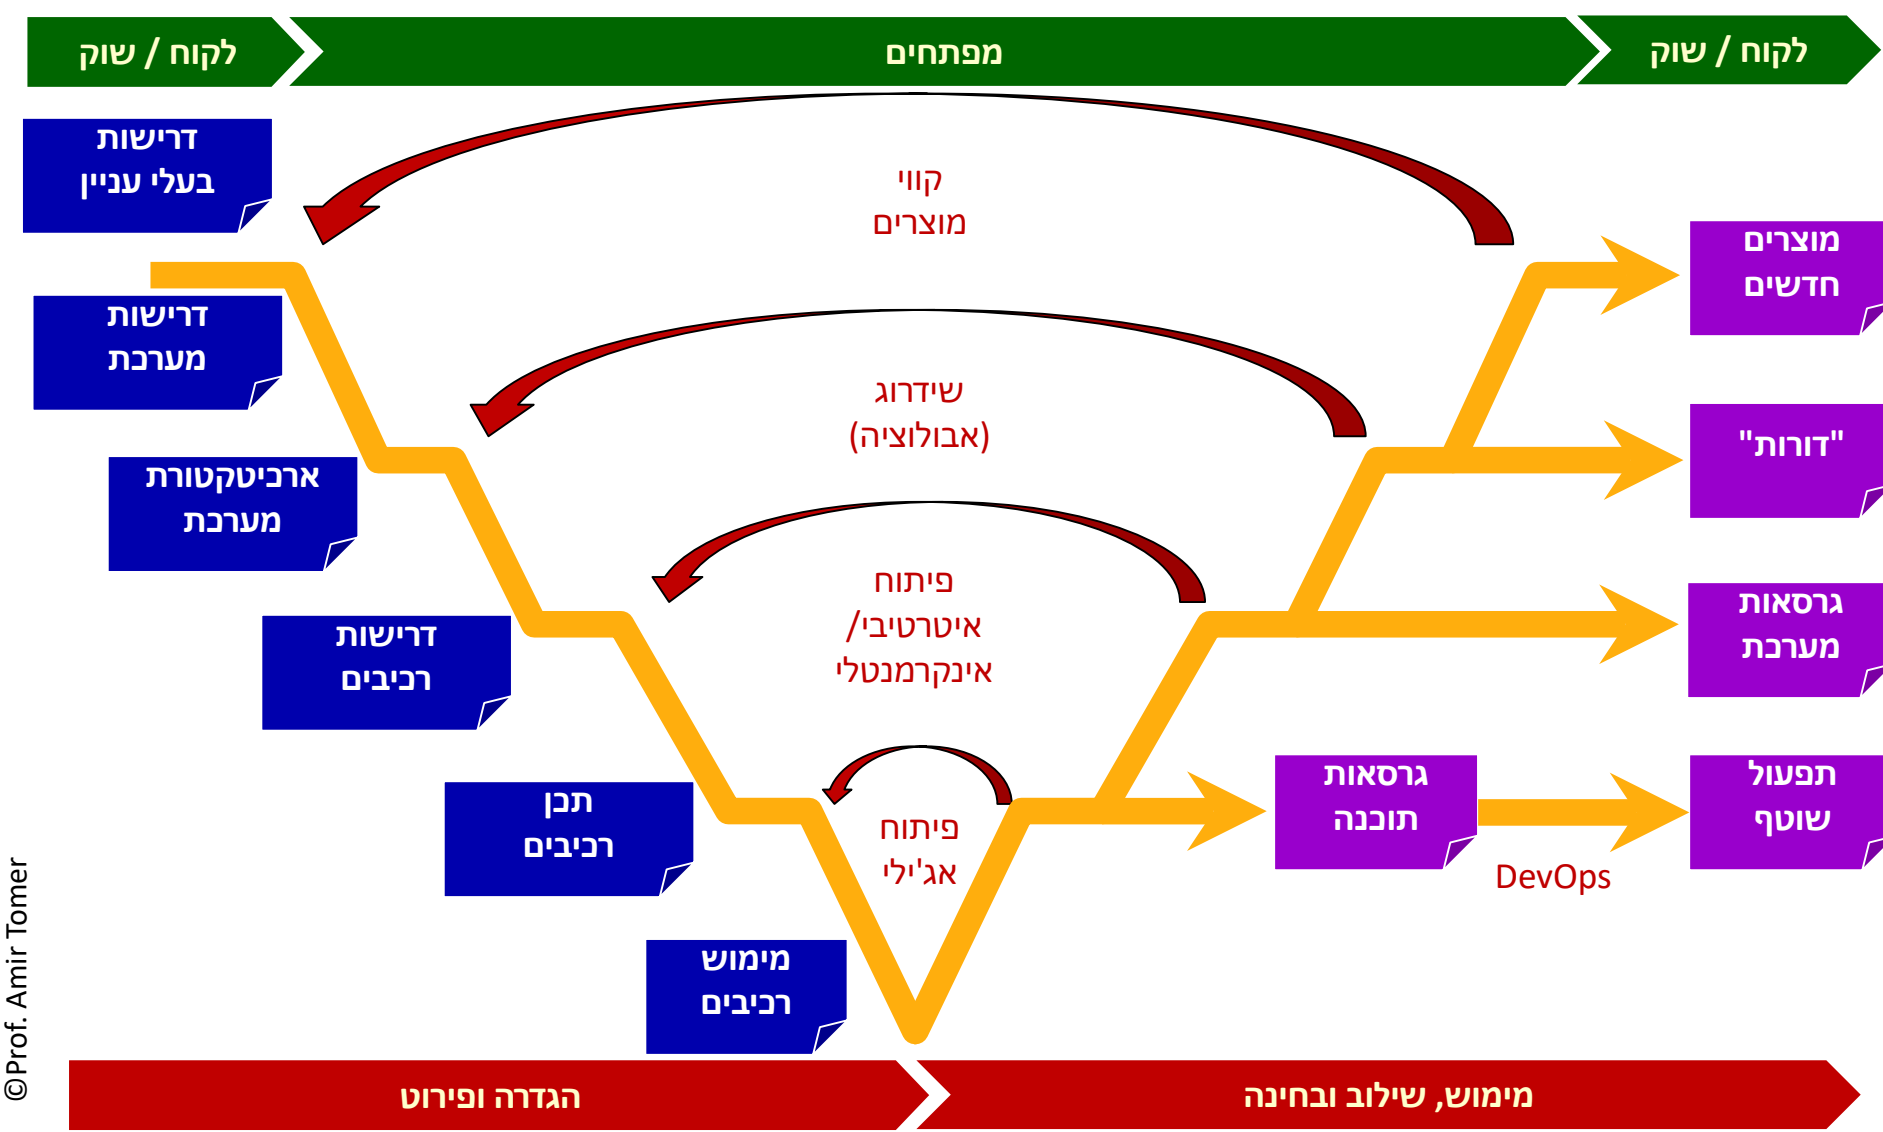 לקוח / שוק
מפתחים
לקוח / שוק
דרישות
בעלי עניין
קווי
מוצרים
מוצרים
חדשים
דרישות
מערכת
שידרוג
(אבולוציה)
"דורות"
ארכיטקטורת
מערכת
פיתוח
איטרטיבי/
אינקרמנטלי
גרסאות
מערכת
דרישות
רכיבים
תכן
רכיבים
פיתוח
אג'ילי
גרסאות
תוכנה
DevOps
תפעול
שוטף
מימוש
רכיבים
הגדרה ופירוט
מימוש, שילוב ובחינה
©Prof. Amir Tomer